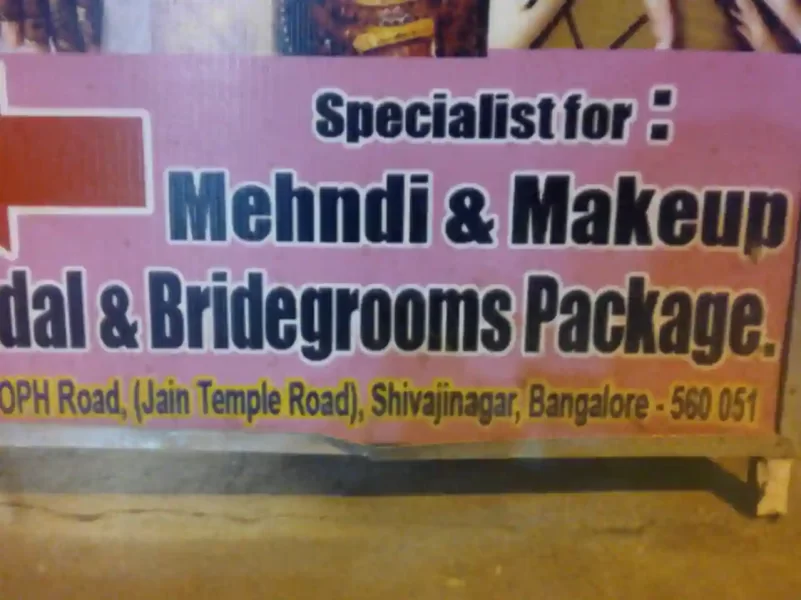 Specialist for :
Mehndi & Makeup
dal & Bridegrooms Package.
OPH Road, (Jain Temple Road), Shivajinagar, Bangalore - 560 051